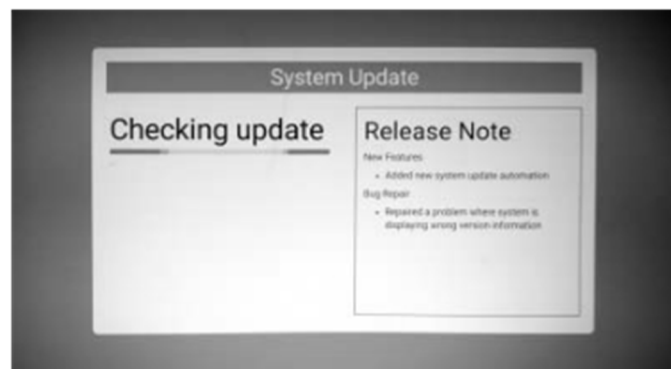 System Update
Checking update
Release Note
New Features
• Added new system update automation
Bug Repair
• Repaired a problem where system is
displaying wrong version information